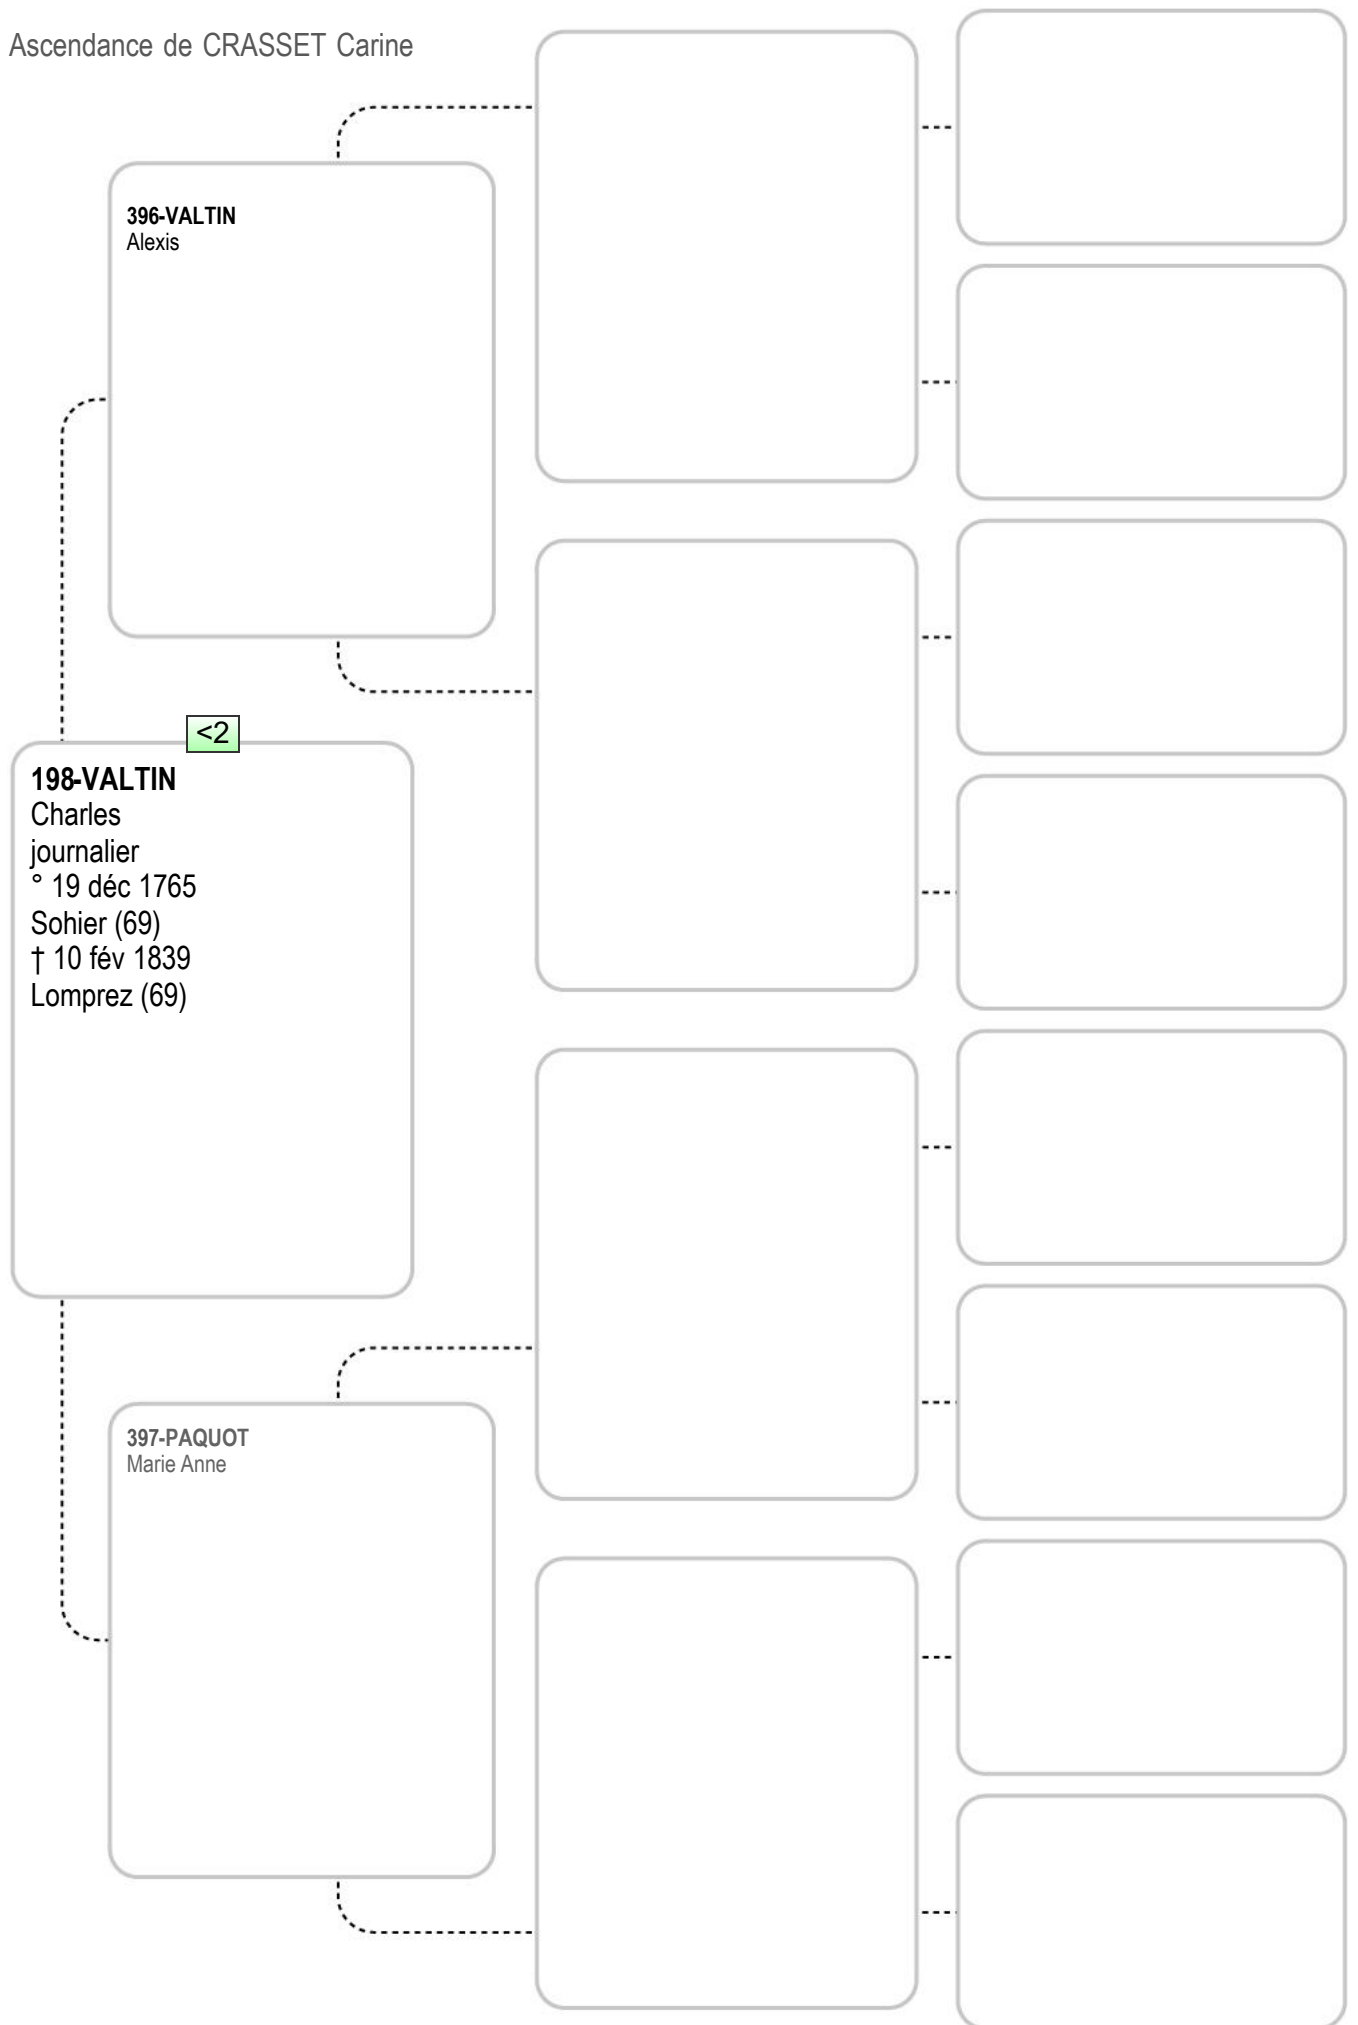 Ascendance de CRASSET Carine
396-VALTIN
Alexis
<2
198-VALTIN
Charles
journalier
° 19 déc 1765
Sohier (69)
† 10 fév 1839
Lomprez (69)
397-PAQUOT
Marie Anne